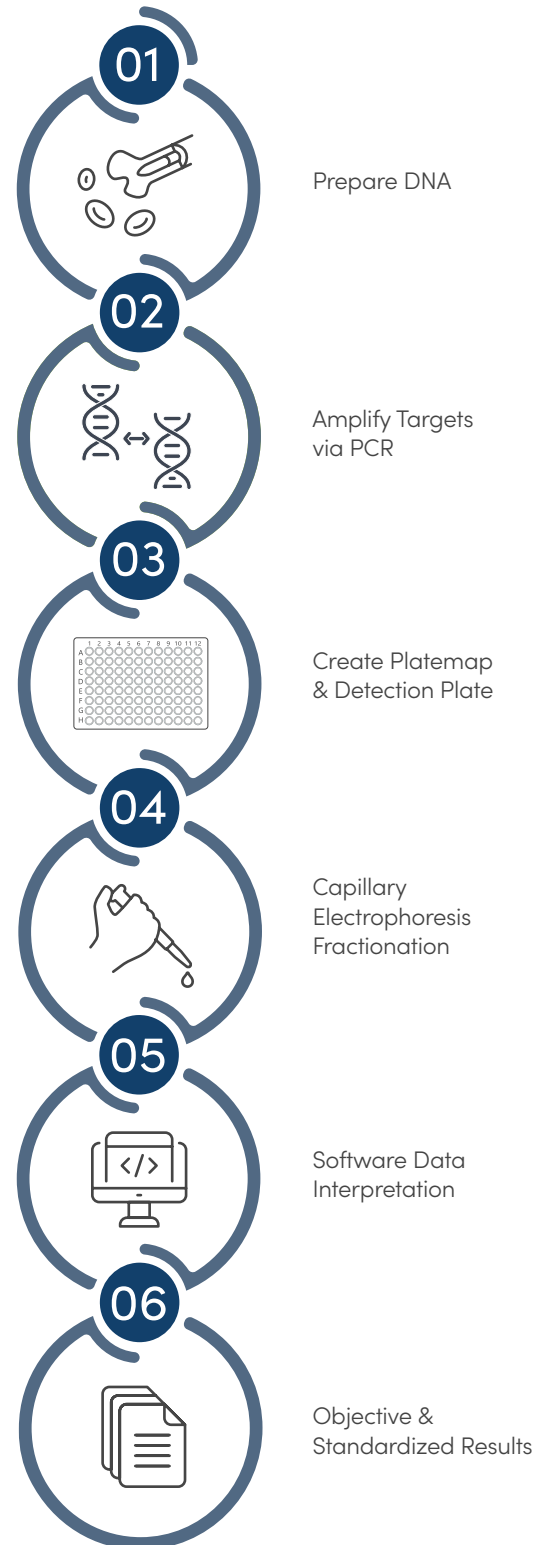 01
Prepare DNA
02
Amplify Targets
via PCR
03
1 2 3 4 5 6 7 8 9 10 11 12
A
B
C
D
E
F
G
H
Create Platemap
& Detection Plate
04
Capillary
Electrophoresis
Fractionation
05
</>
Software Data
Interpretation
06
Objective &
Standardized Results